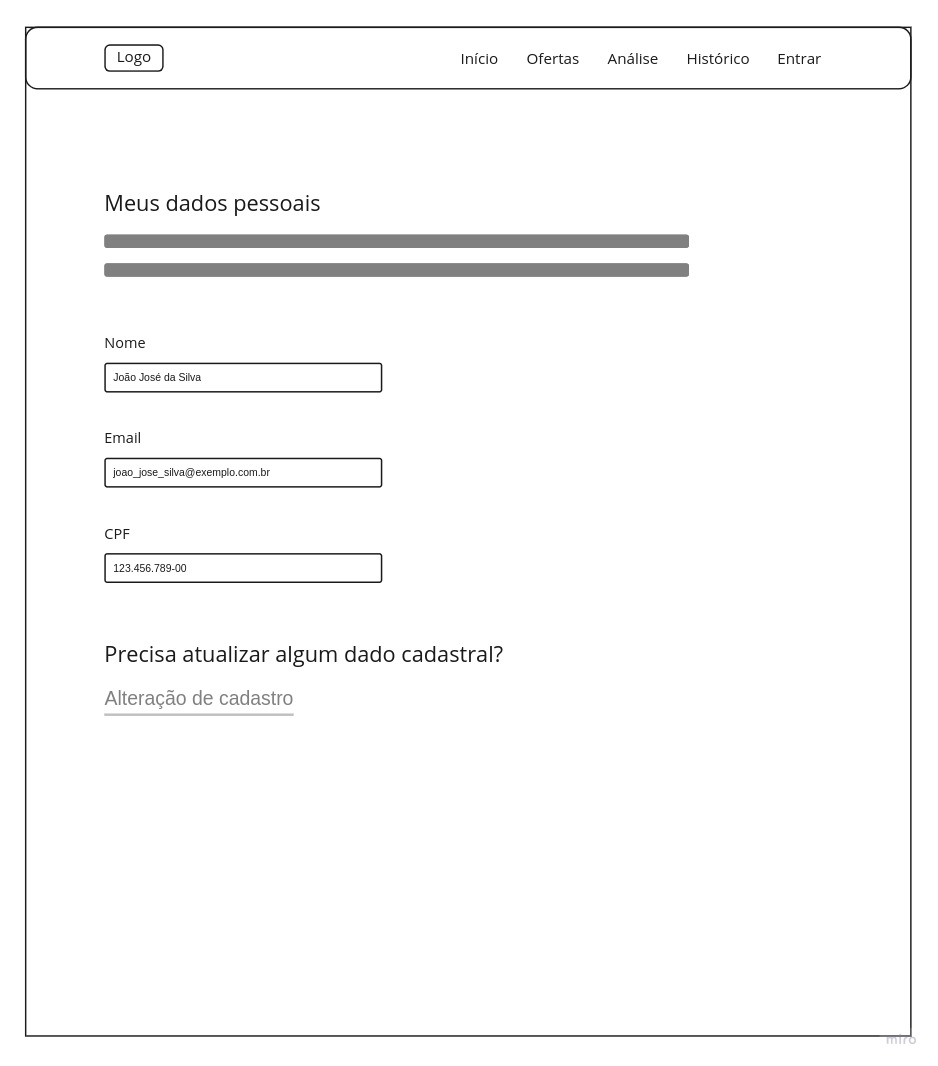 Logo
Início Ofertas Análise Histórico Entrar
Meus dados pessoais
Nome
João José da Silva
Email
joao_jose_silva@exemplo.com.br
CPF
123.456.789-00
Precisa atualizar algum dado cadastral?
Alteração de cadastro
miro